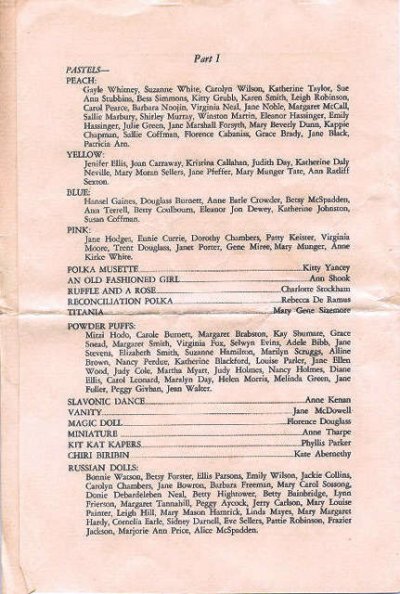 Part I
PASTELS—
PEACH:
Gayle Whitney, Suzanne White, Carolyn Wilson, Katherine Taylor, Sue
Ann Stubbins, Bess Simmons, Kitty Grubb, Karen Smith, Leigh Robinson,
Carol Pearce, Barbara Noojin, Virginia Neal, Jane Noble, Margaret McCall,
Sallie Marbury, Shirley Murray, Winston Martin, Eleanor Hassinger, Emily
Hassinger, Julie Green, Jane Marshall Forsyth, Mary Beverly Dunn, Kappie
Chapman, Sallie Coffman, Florence Cabaniss, Grace Brady, Jane Black,
Patricia Arn.
YELLOW:
Jenifer Ellis, Joan Carraway, Kristina Callahan, Judith Day, Katherine Daly
Neville, Mary Moran Sellers, Jane Pfeffer, Mary Munger Tate, Ann Ratliff
Sexton.
BLUE:
Hansel Gaines, Douglass Burnett, Anne Earle Crowder, Betsy McSpadden,
Ann Terrell, Betty Coulbourn, Eleanor Jon Dewey, Katherine Johnston,
Susan Coffman.
PINK:
Jane Hodges, Eunie Currie, Dorothy Chambers, Patty Keister, Virginia
Moore, Trent Douglass, Janet Porter, Gene Miree, Mary Munger, Anne
Kirke White.
POLKA MUSETTE Kitty Yancey
AN OLD FASHIONED GIRL Ann Shook
RUFFLE AND A ROSE Charlotte Stockham
RECONCILIATION POLKA Rebecca De Ramus
TITANIA Mary Gene Sizemore
POWDER PUFFS:
Mitzi Hodo, Carole Burnett, Margaret Brabston, Kay Shumate, Grace
Snead, Margaret Smith, Virginia Fox, Selwyn Evins, Adele Bibb, Jane
Stevens, Elizabeth Smith, Suzanne Hamilton, Marilyn Scruggs, Alline
Brown, Nancy Perdue, Katherine Blackford, Louise Parler, Jane Ellen
Wood, Judy Cole, Martha Myatt, Judy Holmes, Nancy Holmes, Diane
Ellis, Carol Leonard, Maralyn Day, Helen Morris, Melinda Green, Jane
Fuller, Peggy Givhan, Jean Walker.
SLAVONIC DANCE Anne Kenan
VANITY Jane McDowell
MAGIC DOLL Florence Douglass
MINIATURE Anne Tharpe
KIT KAT KAPERS Phyllis Parker
CHIRI BIRIBIN Kate Abernethy
RUSSIAN DOLLS:
Bonnie Watson, Betsy Forster, Ellis Parsons, Emily Wilson, Jackie Collins,
Carolyn Chambers, Jane Bowron, Barbara Freeman, Mary Carol Sossong,
Donie Debardeleben Neal, Betty Hightower, Betty Bainbridge, Lynn
Prierson, Margaret Tannahill, Peggy Aycock, Jerry Carlson, Mary Louise
Painter, Leigh Hill, Mary Mason Hamrick, Linda Mayes, Mary Margaret
Hardy, Cornelia Earle, Sidney Darnell, Eve Sellers, Pattie Robinson, Frazier
Jackson, Marjorie Ann Price, Alice McSpadden.